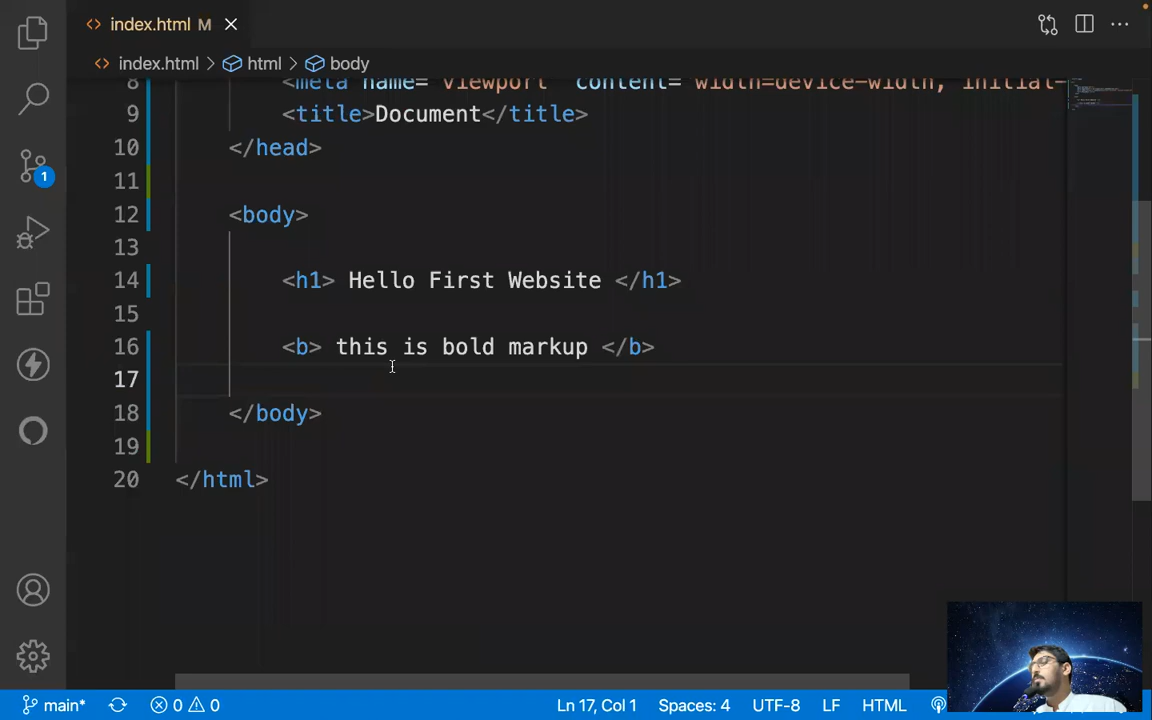 index.html M
index.html > html > body
8 <meta name="viewport" content="width=device-width, initial-
9 <title>Document</title>
10 </head>
11
12 <body>
13
14 <h1> Hello First Website </h1>
15
16 <b> this is bold markup </b>
17
18 </body>
19
20 </html>
1
main* 0 0 Ln 17, Col 1 Spaces: 4 UTF-8 LF HTML